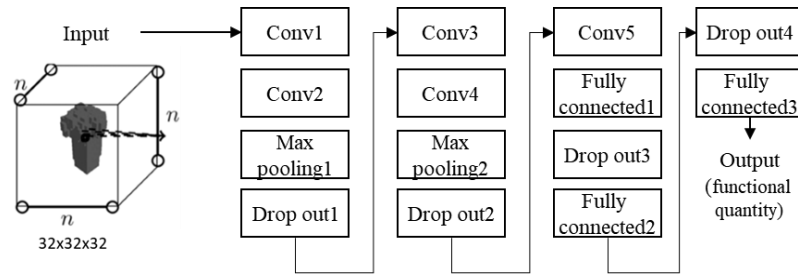 Input
n
n
n
32x32x32
Conv1
Conv2
Max
pooling1
Drop out1
Conv3
Conv4
Max
pooling2
Drop out2
Conv5
Fully
connected1
Drop out3
Fully
connected2
Drop out4
Fully
connected3
Output
(functional
quantity)